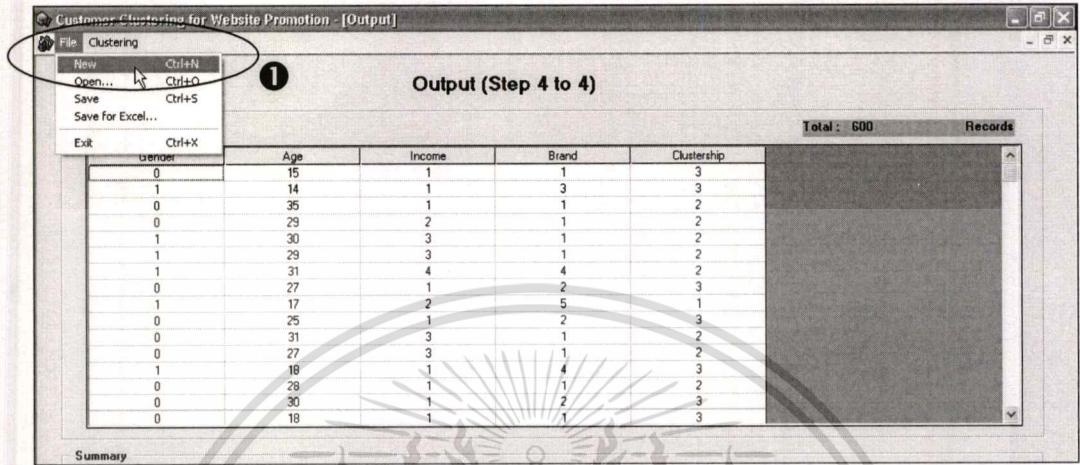 Customer Clustering for Website Promotion - [Output]
File Clustering
New Ctrl+N
Open... Ctrl+O
Save Ctrl+S
Save for Excel...
Exit Ctrl+X
1
Output (Step 4 to 4)
Total : 600 Records
Gender Age Income Brand Clustership
0 15 1 1 3
1 14 1 3 3
0 35 1 1 2
0 29 2 1 2
1 30 3 1 2
1 29 3 1 2
1 31 4 4 2
0 27 1 2 3
1 17 2 5 1
0 25 1 2 3
0 31 3 1 2
0 27 3 1 2
1 18 1 4 3
0 28 1 1 2
0 30 1 2 3
0 18 1 1 3
Summary